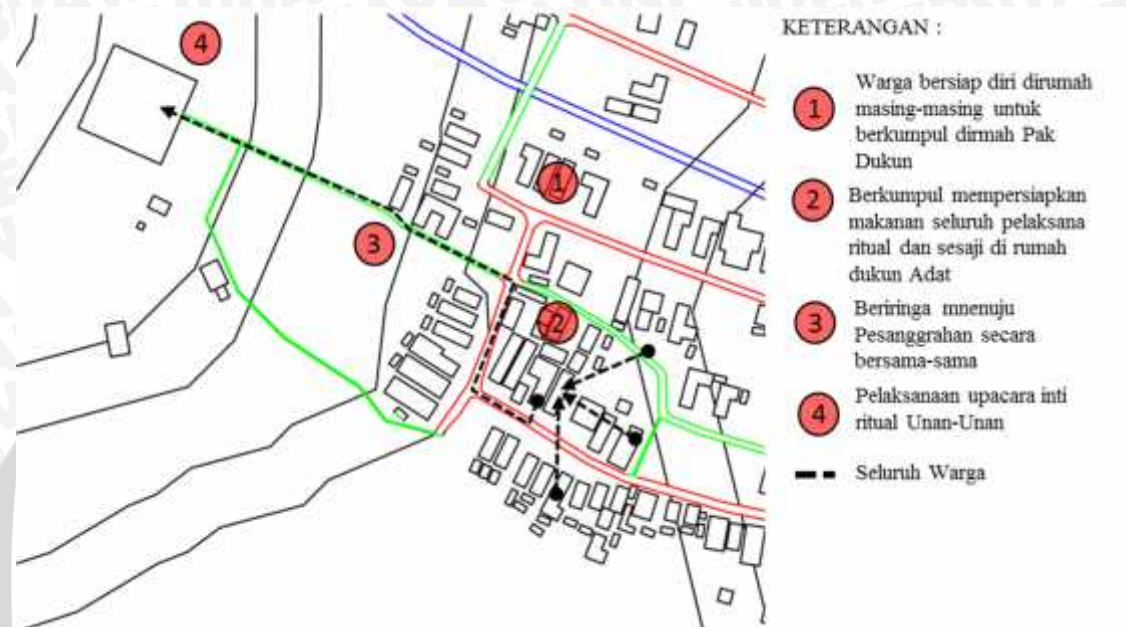 KETERANGAN :
1
Warga bersiap diri dirumah
masing-masing untuk
berkumpul dirmah Pak
Dukun
2
Berkumpul mempersiapkan
makanan seluruh pelaksana
ritual dan sesaji di rumah
dukun Adat
3
Beriringa mnenuju
Pesanggrahan secara
bersama-sama
4
Pelaksanaan upacara inti
ritual Unan-Unan
Seluruh Warga
4
1
3
2